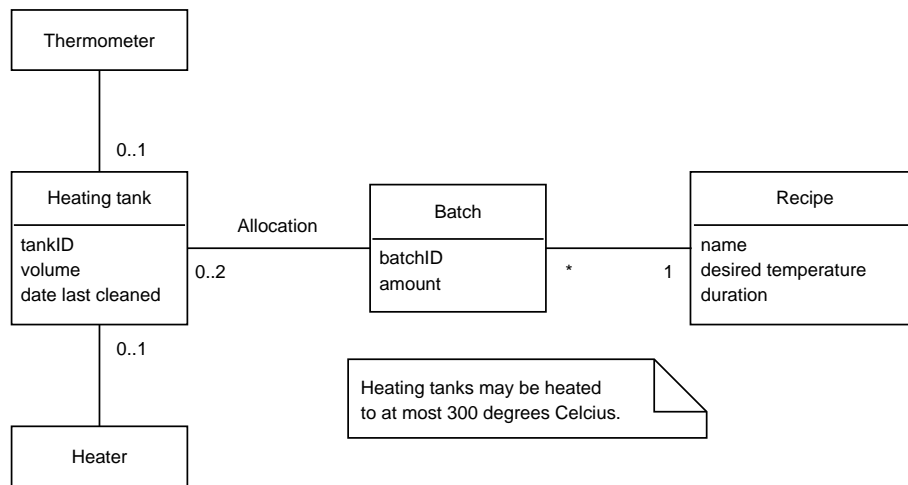 Thermometer
0..1
Heating tank
tankID
volume
date last cleaned
Allocation
0..2
Batch
batchID
amount
*
1
Recipe
name
desired temperature
duration
0..1
Heating tanks may be heated
to at most 300 degrees Celcius.
Heater